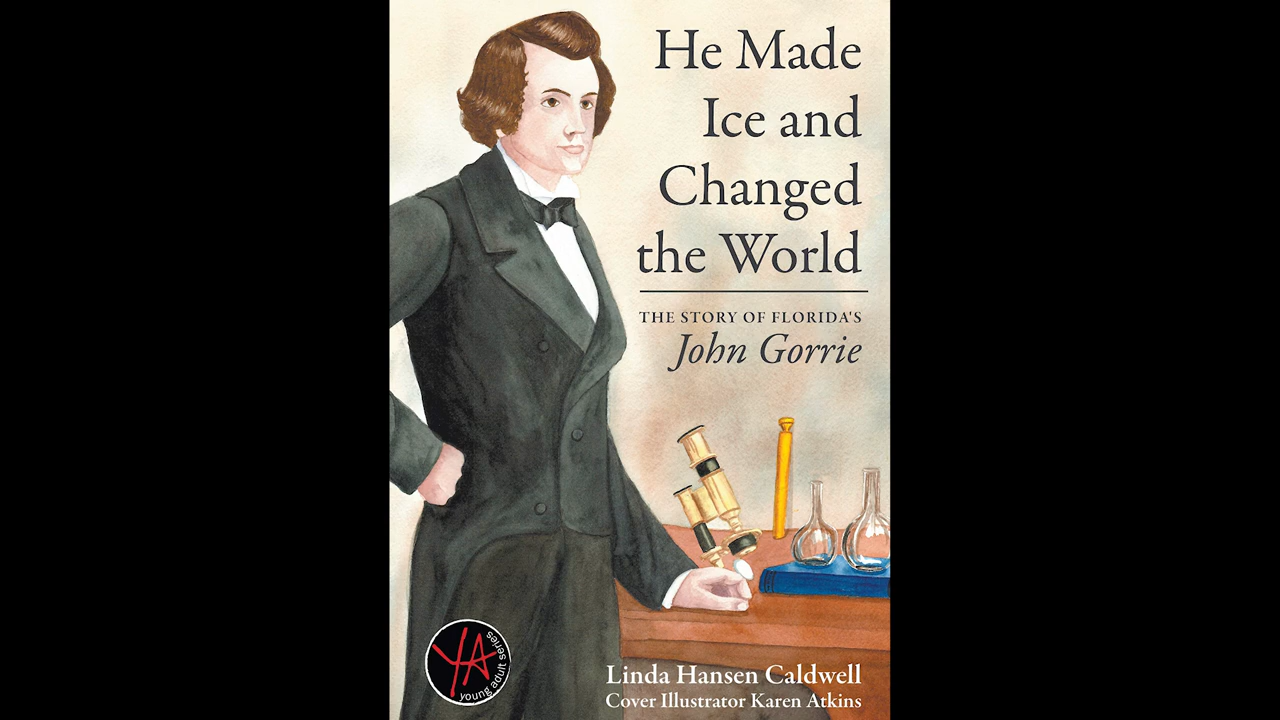 He Made
Ice and
Changed
the World
THE STORY OF FLORIDA'S
John Gorrie
YA
young adult series
Linda Hansen Caldwell
Cover Illustrator Karen Atkins